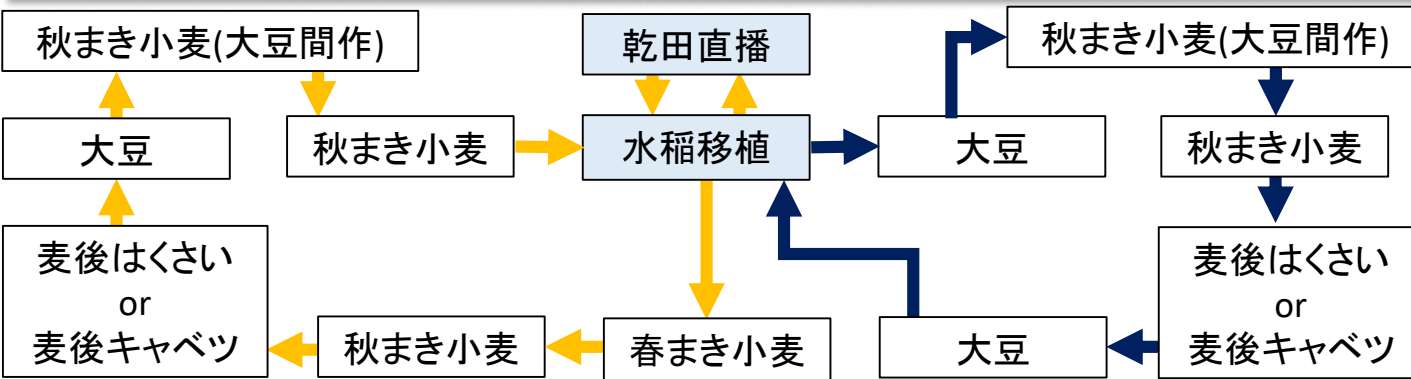 秋まき小麦(大豆間作)
乾田直播
秋まき小麦(大豆間作)
大豆
秋まき小麦
水稲移植
大豆
秋まき小麦
麦後はくさい
or
麦後キャベツ
秋まき小麦
春まき小麦
大豆
麦後はくさい
or
麦後キャベツ